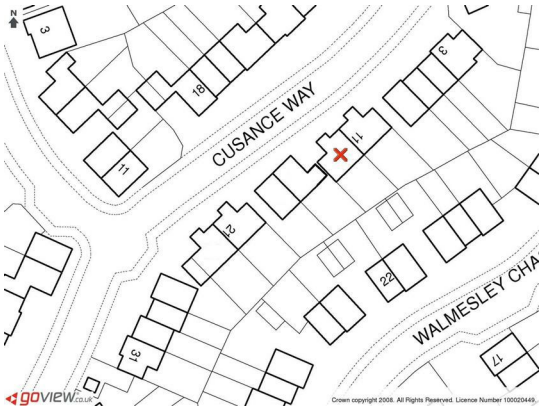 N
3
3
18
CUSANCE WAY
11
11
21
22
WALMESLEY CHA
31
17
goview.co.uk
Crown copyright 2008. All Rights Reserved. Licence Number 100020449.